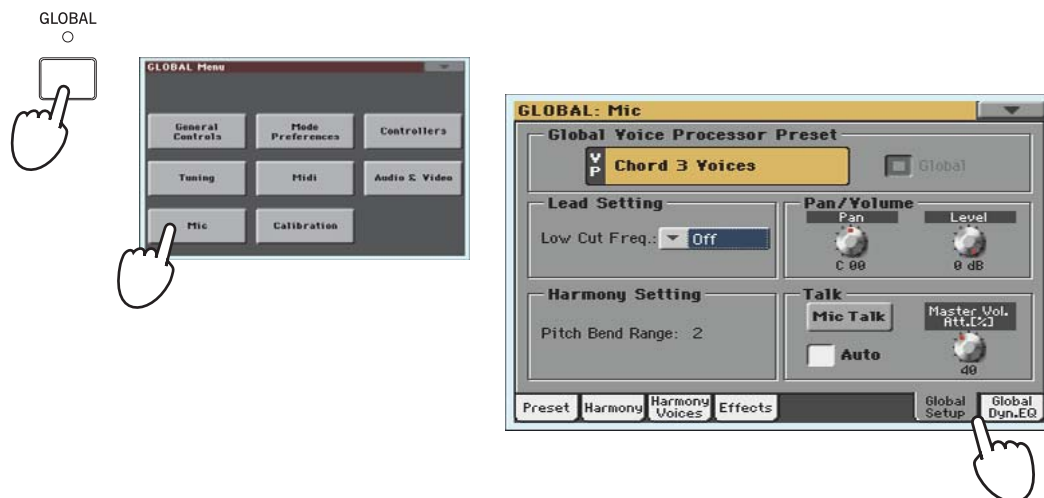 GLOBAL
GLOBAL Menu
General Controls
Mode Preferences
Controllers
Tuning
Midi
Audio & Video
Mic
Calibration
GLOBAL: Mic
Global Voice Processor Preset
VP Chord 3 Voices
Global
Lead Setting
Low Cut Freq.: Off
Pan/Volume
Pan
Level
C 00
0 dB
Harmony Setting
Pitch Bend Range: 2
Talk
Mic Talk
Master Vol. Att.[%]
Auto
40
Preset
Harmony
Harmony Voices
Effects
Global Setup
Global Dyn.EQ